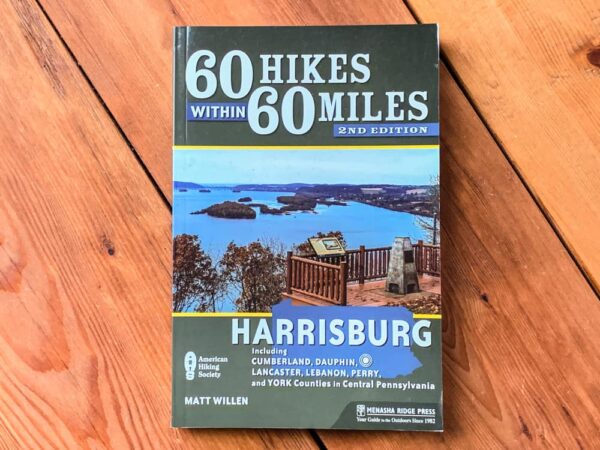 60 HIKES
WITHIN 60 MILES
2ND EDITION
HARRISBURG
including
CUMBERLAND, DAUPHIN,
LANCASTER, LEBANON, PERRY,
and YORK Counties in Central Pennsylvania
American
Hiking
Society
MATT WILLEN
MENASHA RIDGE PRESS
Your Guide to the Outdoors Since 1982